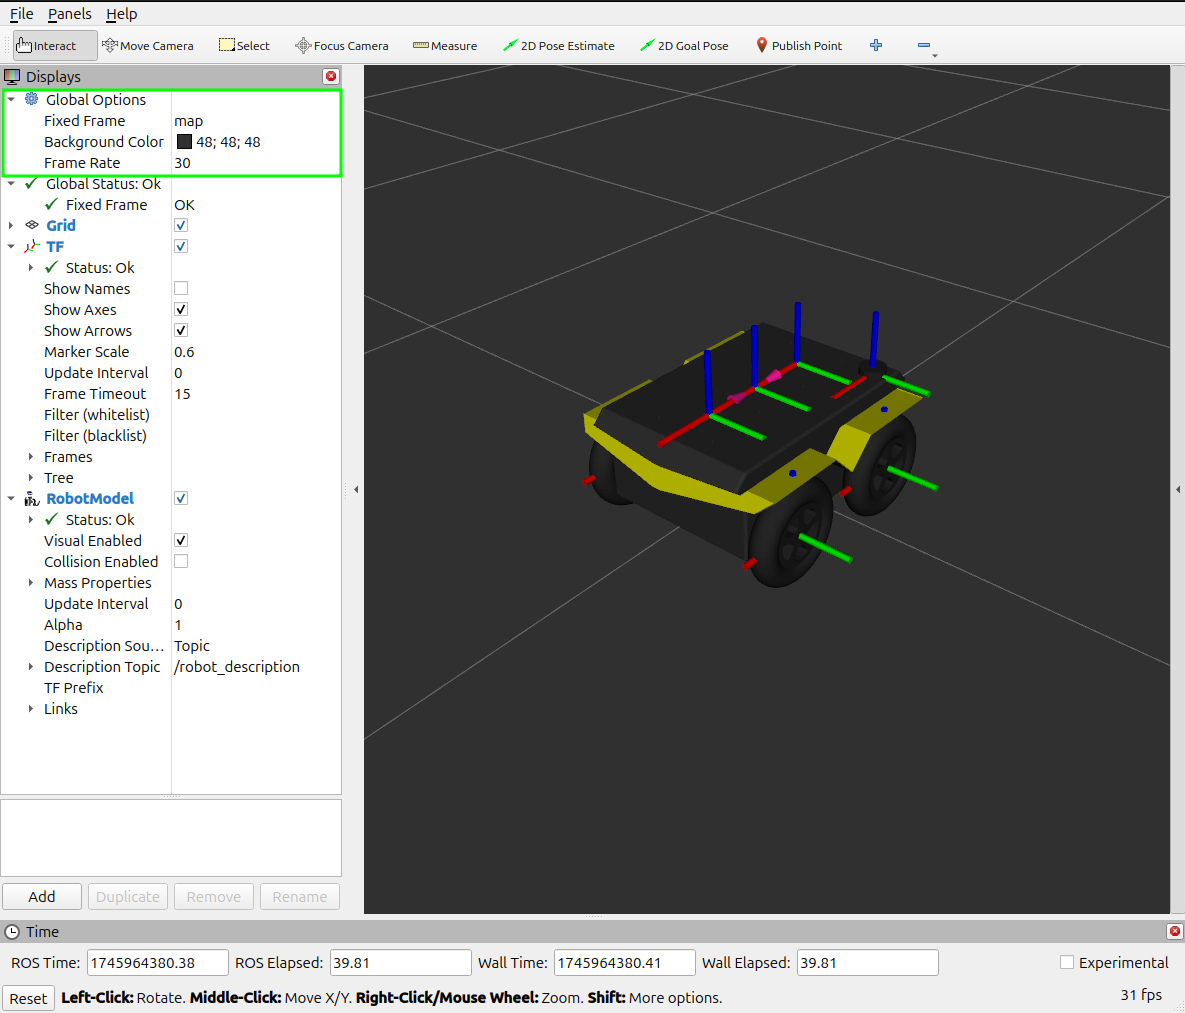 File Panels Help
Interact Move Camera Select Focus Camera Measure 2D Pose Estimate 2D Goal Pose Publish Point
Displays
Global Options
Fixed Frame map
Background Color 48; 48; 48
Frame Rate 30
Global Status: Ok
Fixed Frame OK
Grid
TF
Status: Ok
Show Names
Show Axes
Show Arrows
Marker Scale 0.6
Update Interval 0
Frame Timeout 15
Filter (whitelist)
Filter (blacklist)
Frames
Tree
RobotModel
Status: Ok
Visual Enabled
Collision Enabled
Mass Properties
Update Interval 0
Alpha 1
Description Sou... Topic
Description Topic /robot_description
TF Prefix
Links
Add Duplicate Remove Rename
Time
ROS Time: 1745964380.38 ROS Elapsed: 39.81 Wall Time: 1745964380.41 Wall Elapsed: 39.81 Experimental
Reset Left-Click: Rotate. Middle-Click: Move X/Y. Right-Click/Mouse Wheel: Zoom. Shift: More options. 31 fps